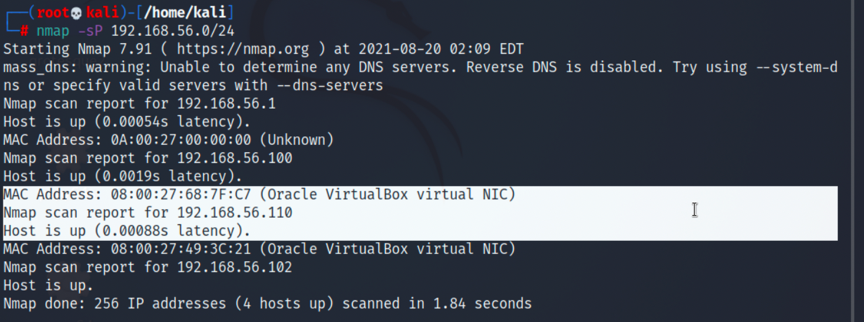 ┌──(root💀kali)-[/home/kali]
└─# nmap -sP 192.168.56.0/24
Starting Nmap 7.91 ( https://nmap.org ) at 2021-08-20 02:09 EDT
mass_dns: warning: Unable to determine any DNS servers. Reverse DNS is disabled. Try using --system-d
ns or specify valid servers with --dns-servers
Nmap scan report for 192.168.56.1
Host is up (0.00054s latency).
MAC Address: 0A:00:27:00:00:00 (Unknown)
Nmap scan report for 192.168.56.100
Host is up (0.0019s latency).
MAC Address: 08:00:27:68:7F:C7 (Oracle VirtualBox virtual NIC)
Nmap scan report for 192.168.56.110
Host is up (0.00088s latency).
MAC Address: 08:00:27:49:3C:21 (Oracle VirtualBox virtual NIC)
Nmap scan report for 192.168.56.102
Host is up.
Nmap done: 256 IP addresses (4 hosts up) scanned in 1.84 seconds